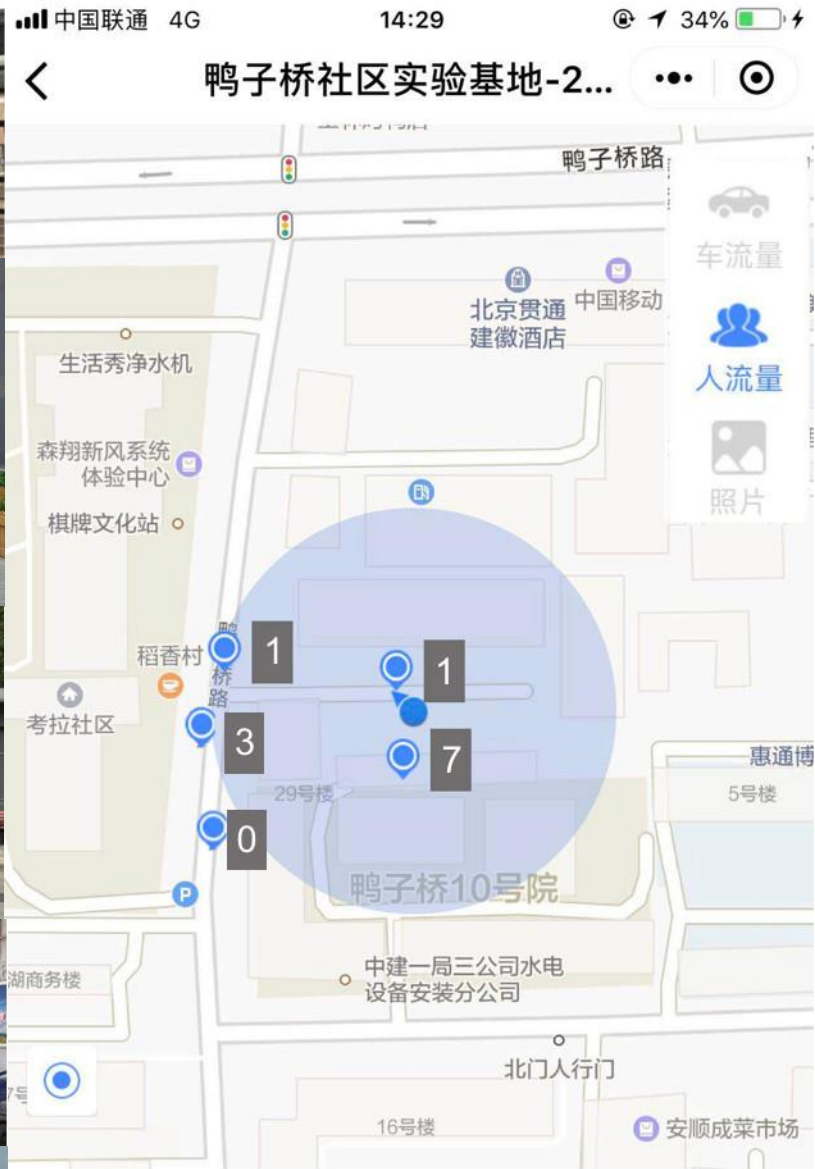 中国联通 4G 14:29 34%
鸭子桥社区实验基地-2...
鸭子桥路
车流量
北京贯通
建徽酒店
中国移动
人流量
生活秀净水机
照片
森翔新风系统
体验中心
棋牌文化站
稻香村
桥
路
1
1
考拉社区
3
7
惠通博
29号楼
5号楼
0
鸭子桥10号院
P
中建一局三公司水电
设备安装分公司
湖商务楼
北门人行门
16号楼
安顺成菜市场